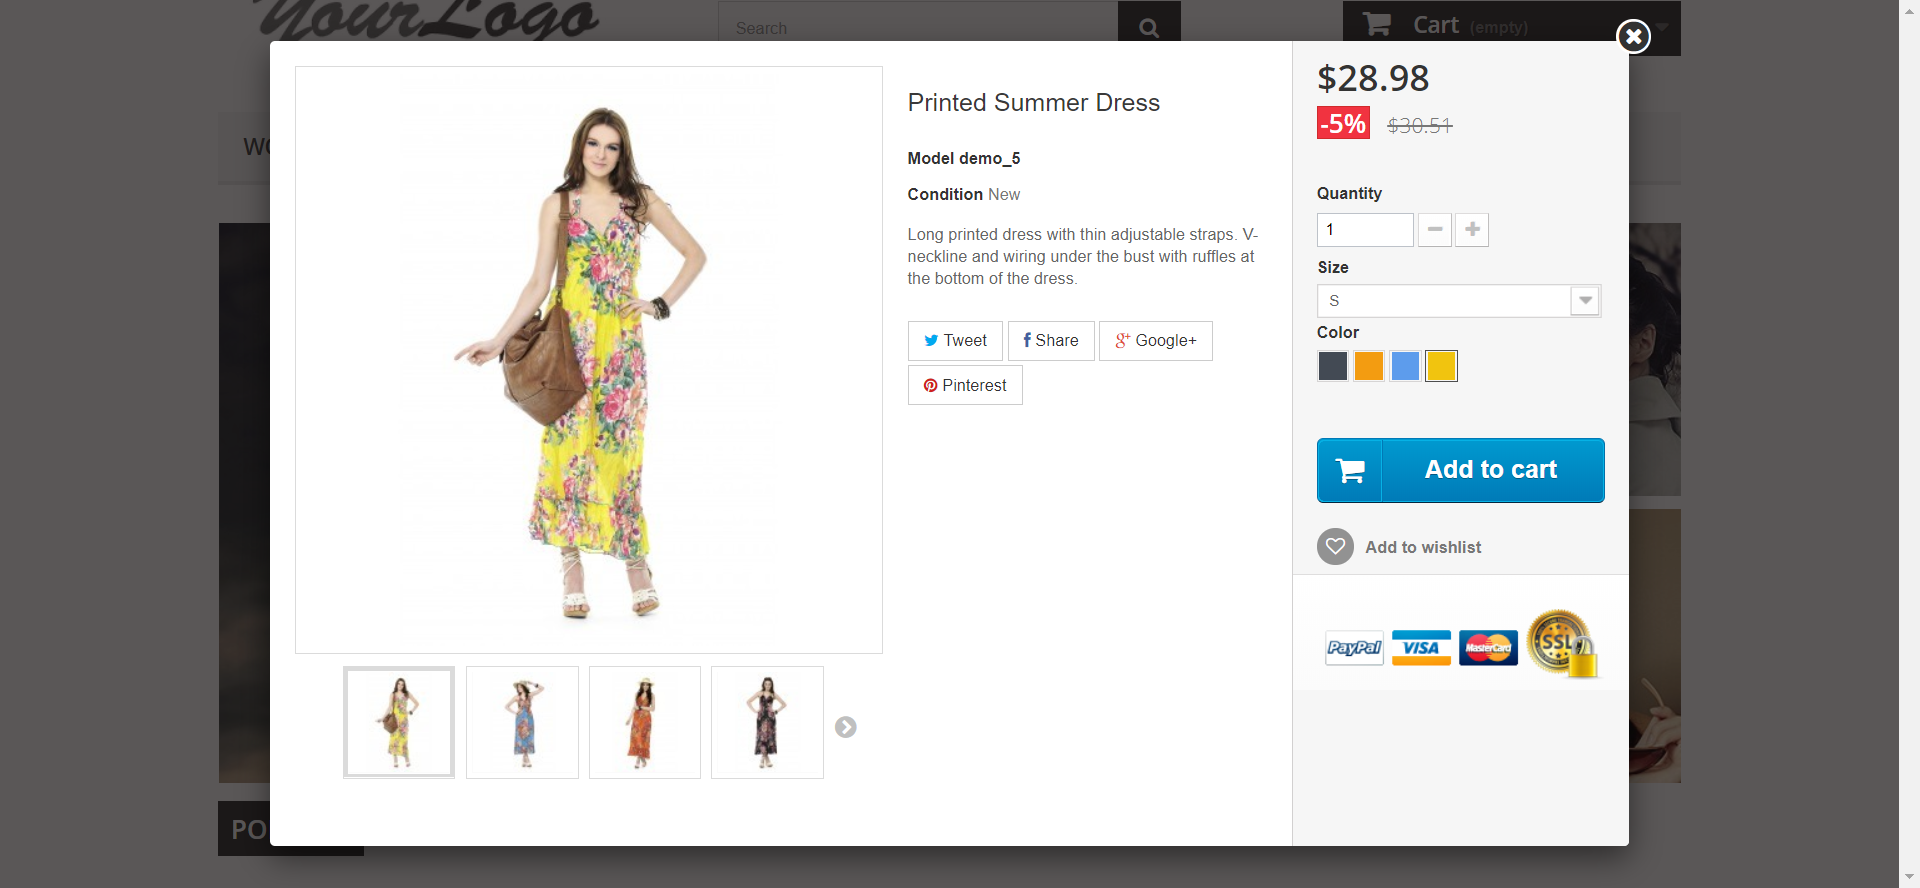 YourLogo
Search
Cart (empty)
WO
PO
Printed Summer Dress
Model demo_5
Condition New
Long printed dress with thin adjustable straps. V-
neckline and wiring under the bust with ruffles at
the bottom of the dress.
Tweet
Share
Google+
Pinterest
$28.98
-5% $30.51
Quantity
1
Size
S
Color
Add to cart
Add to wishlist
PayPal VISA MasterCard SSL